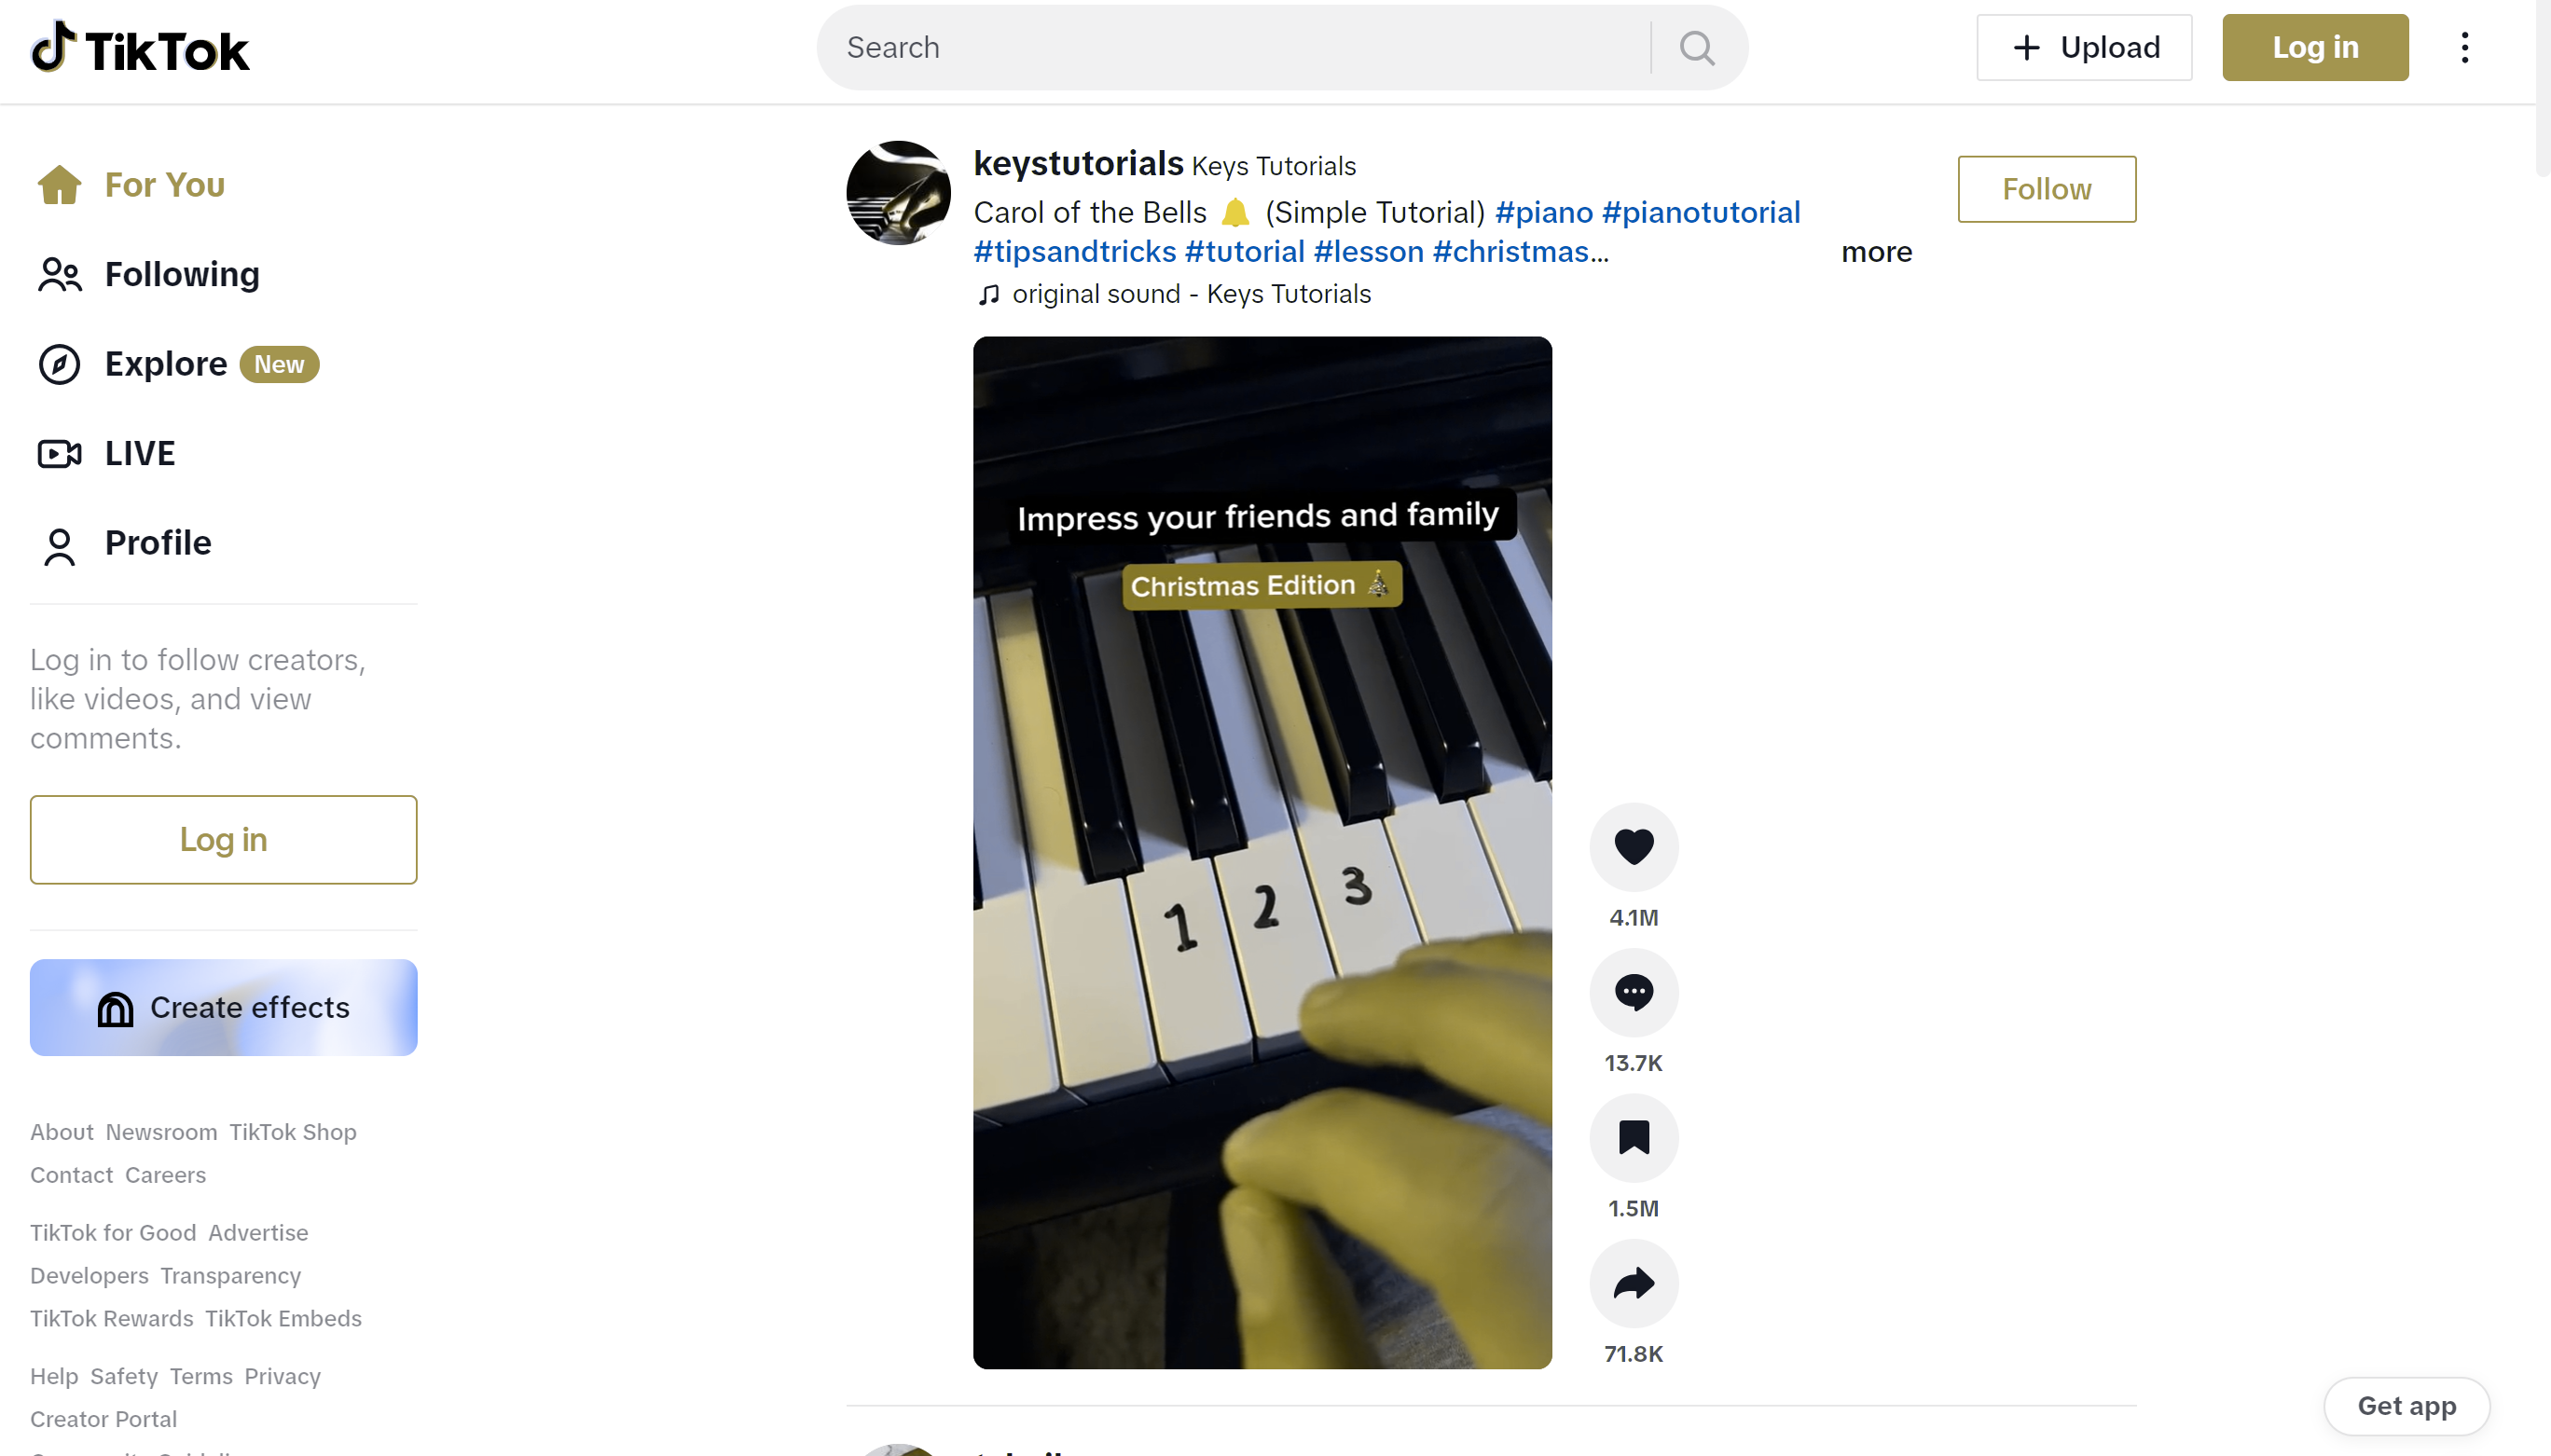 TikTok
Search
Upload
Log in
For You
Following
Explore New
LIVE
Profile
Log in to follow creators,
like videos, and view
comments.
Log in
Create effects
About Newsroom TikTok Shop
Contact Careers
TikTok for Good Advertise
Developers Transparency
TikTok Rewards TikTok Embeds
Help Safety Terms Privacy
Creator Portal
keystutorials Keys Tutorials
Follow
Carol of the Bells 🔔 (Simple Tutorial) #piano #pianotutorial
#tipsandtricks #tutorial #lesson #christmas... more
original sound - Keys Tutorials
Impress your friends and family
Christmas Edition 🎄
1 2 3
4.1M
13.7K
1.5M
71.8K
Get app